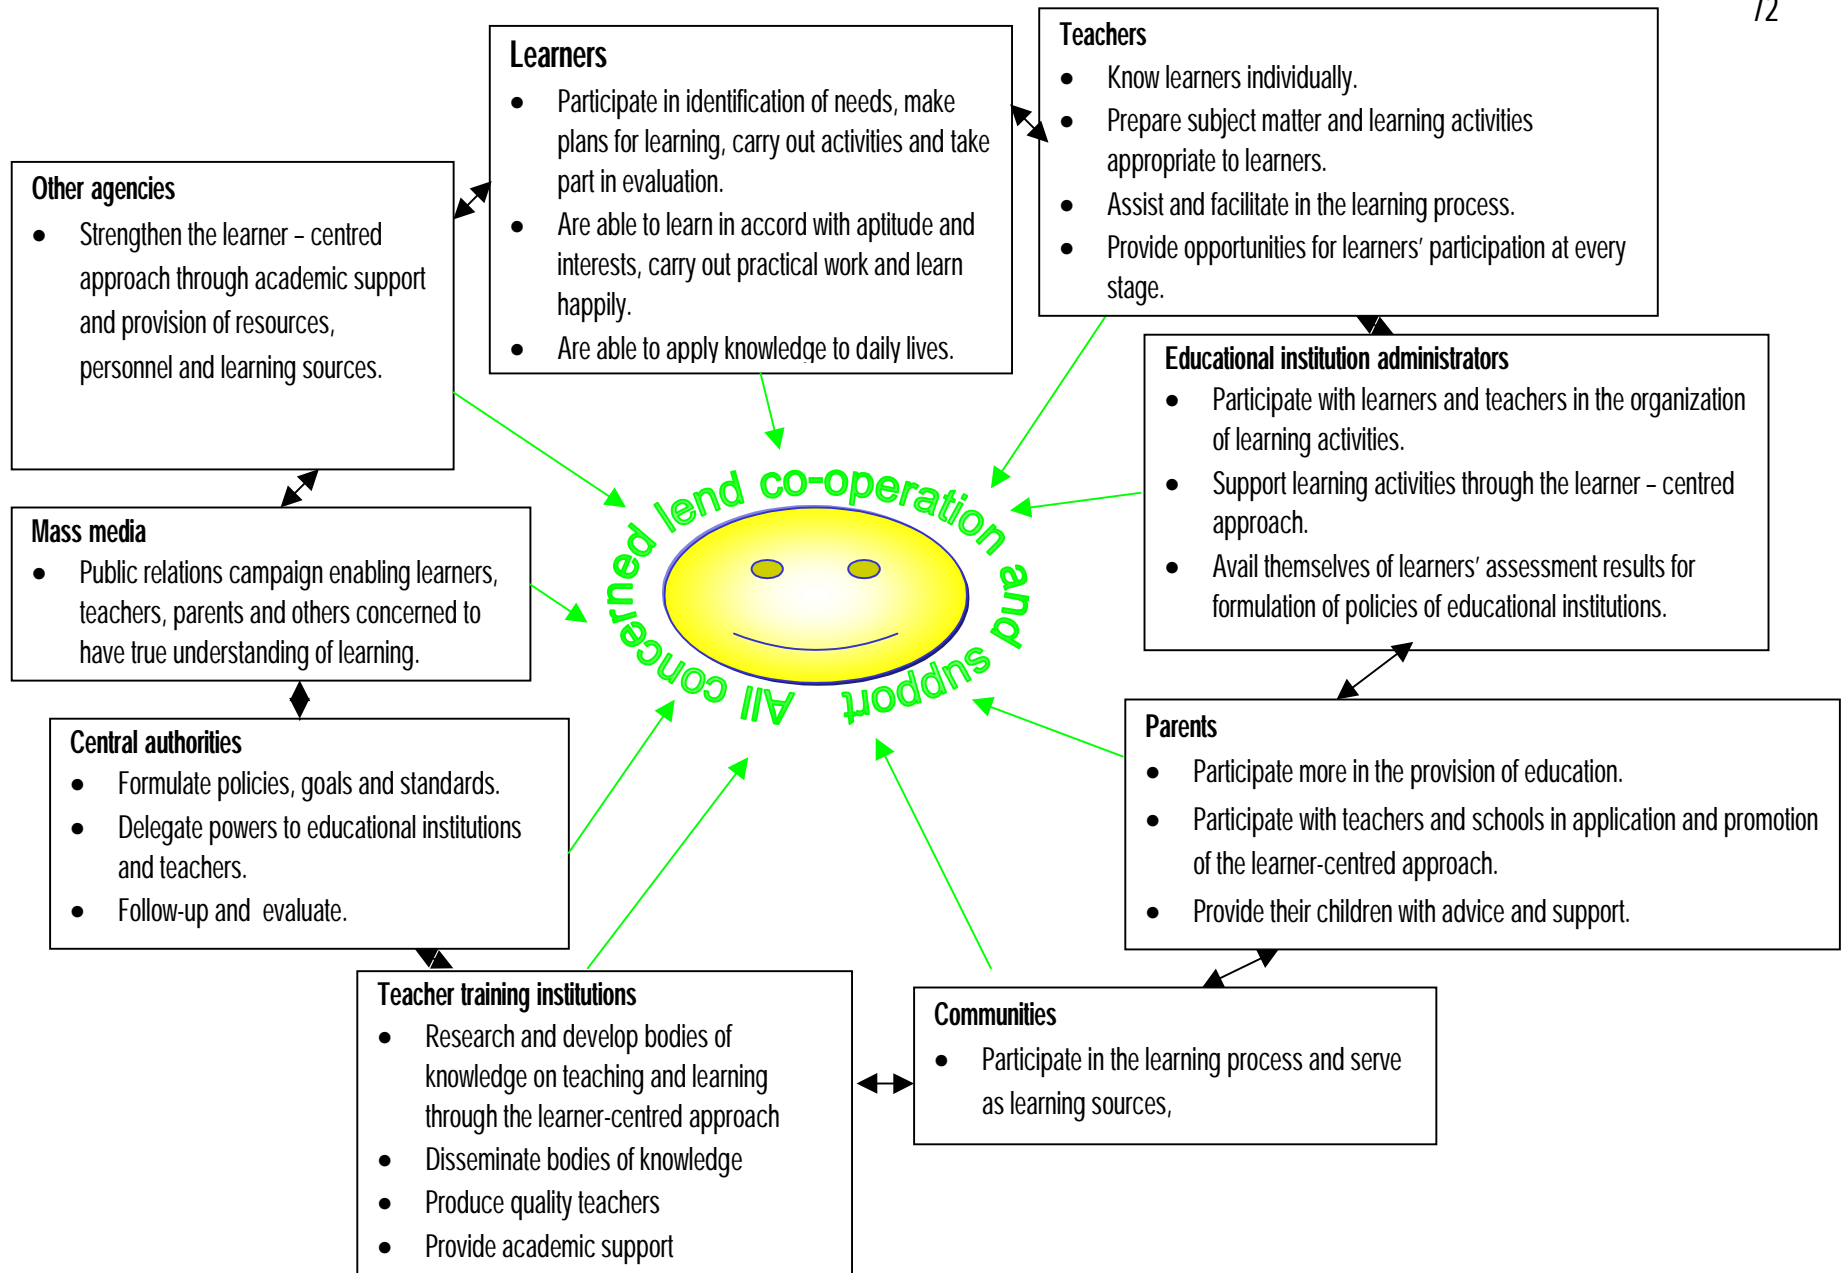 72
Learners
• Participate in identification of needs, make
plans for learning, carry out activities and take
part in evaluation.
• Are able to learn in accord with aptitude and
interests, carry out practical work and learn
happily.
• Are able to apply knowledge to daily lives.
Teachers
• Know learners individually.
• Prepare subject matter and learning activities
appropriate to learners.
• Assist and facilitate in the learning process.
• Provide opportunities for learners’ participation at every
stage.
Other agencies
• Strengthen the learner – centred
approach through academic support
and provision of resources,
personnel and learning sources.
Educational institution administrators
• Participate with learners and teachers in the organization
of learning activities.
• Support learning activities through the learner – centred
approach.
• Avail themselves of learners’ assessment results for
formulation of policies of educational institutions.
All concerned lend co-operation and support
Mass media
• Public relations campaign enabling learners,
teachers, parents and others concerned to
have true understanding of learning.
Parents
• Participate more in the provision of education.
• Participate with teachers and schools in application and promotion
of the learner-centred approach.
• Provide their children with advice and support.
Central authorities
• Formulate policies, goals and standards.
• Delegate powers to educational institutions
and teachers.
• Follow-up and evaluate.
Teacher training institutions
• Research and develop bodies of
knowledge on teaching and learning
through the learner-centred approach
• Disseminate bodies of knowledge
• Produce quality teachers
• Provide academic support
Communities
• Participate in the learning process and serve
as learning sources,